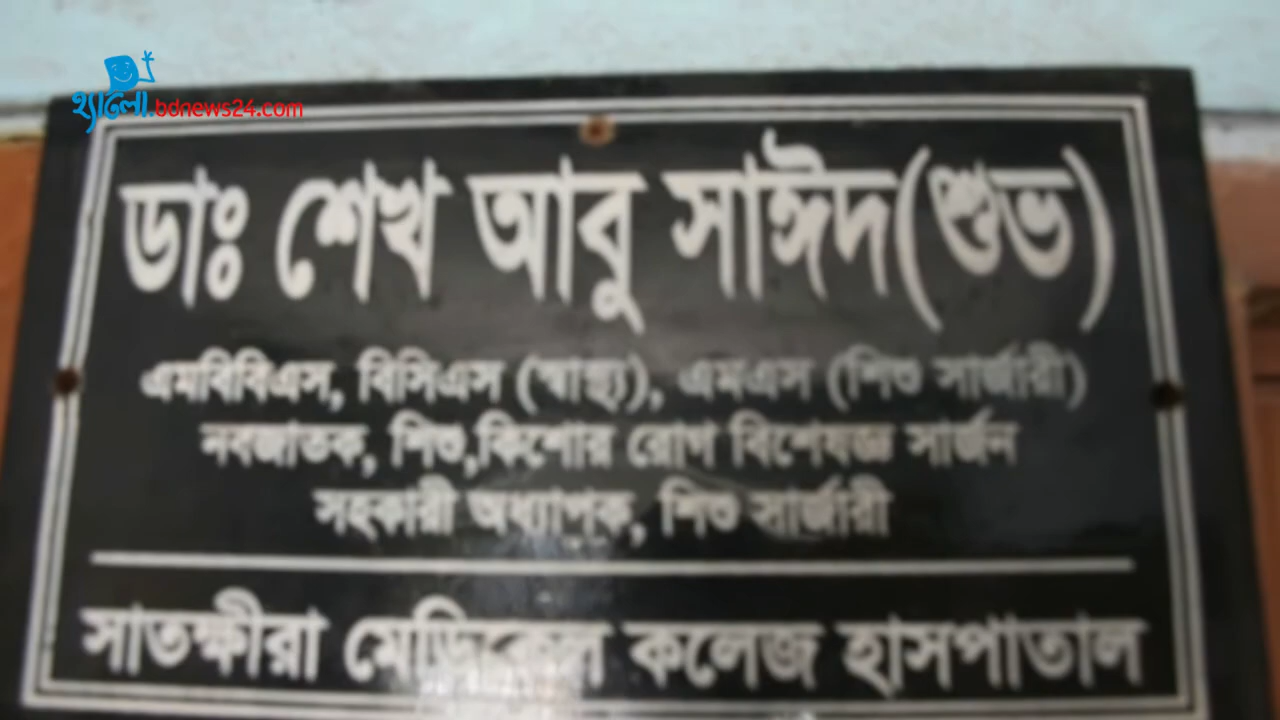 হ্যালো.bdnews24.com
ডাঃ শেখ আবু সাঈদ(শুভ)
এমবিবিএস, বিসিএস (স্বাস্থ্য), এমএস (শিশু সার্জারী)
নবজাতক, শিশু,কিশোর রোগ বিশেষজ্ঞ সার্জন
সহকারী অধ্যাপক, শিশু সার্জারী
সাতক্ষীরা মেডিকেল কলেজ হাসপাতাল